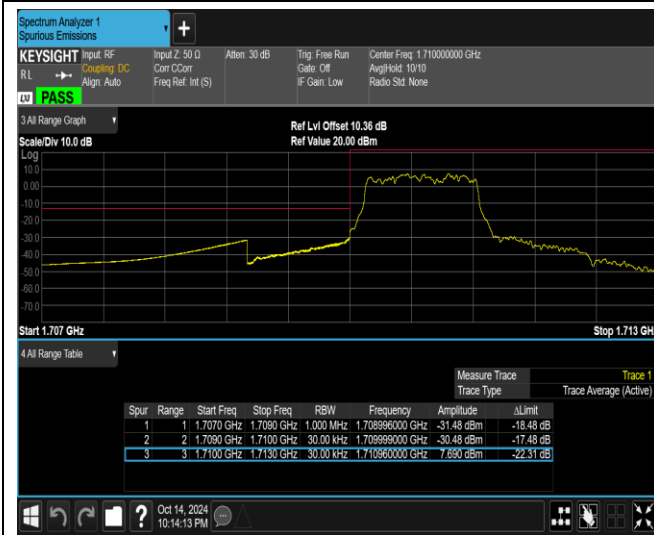 Spectrum Analyzer 1
Spurious Emissions
KEYSIGHT Input: RF Input Z: 50 Ω Atten: 30 dB Trig: Free Run Center Freq: 1.710000000 GHz
RL Coupling: DC Corr CCorr Gate: Off Avg|Hold: 10/10
Align: Auto Freq Ref: Int (S) IF Gain: Low Radio Std: None
LXI PASS
3 All Range Graph
Ref Lvl Offset 10.36 dB
Scale/Div 10.0 dB Ref Value 20.00 dBm
Log
10.0
0.00
-10.0
-20.0
-30.0
-40.0
-50.0
-60.0
-70.0
Start 1.707 GHz Stop 1.713 GH
4 All Range Table
Measure Trace Trace 1
Trace Type Trace Average (Active)
Spur Range Start Freq Stop Freq RBW Frequency Amplitude ΔLimit
1 1 1.7070 GHz 1.7090 GHz 1.000 MHz 1.708996000 GHz -31.48 dBm -18.48 dB
2 2 1.7090 GHz 1.7100 GHz 30.00 kHz 1.709999000 GHz -30.48 dBm -17.48 dB
3 3 1.7100 GHz 1.7130 GHz 30.00 kHz 1.710960000 GHz 7.690 dBm -22.31 dB
Oct 14, 2024
10:14:13 PM